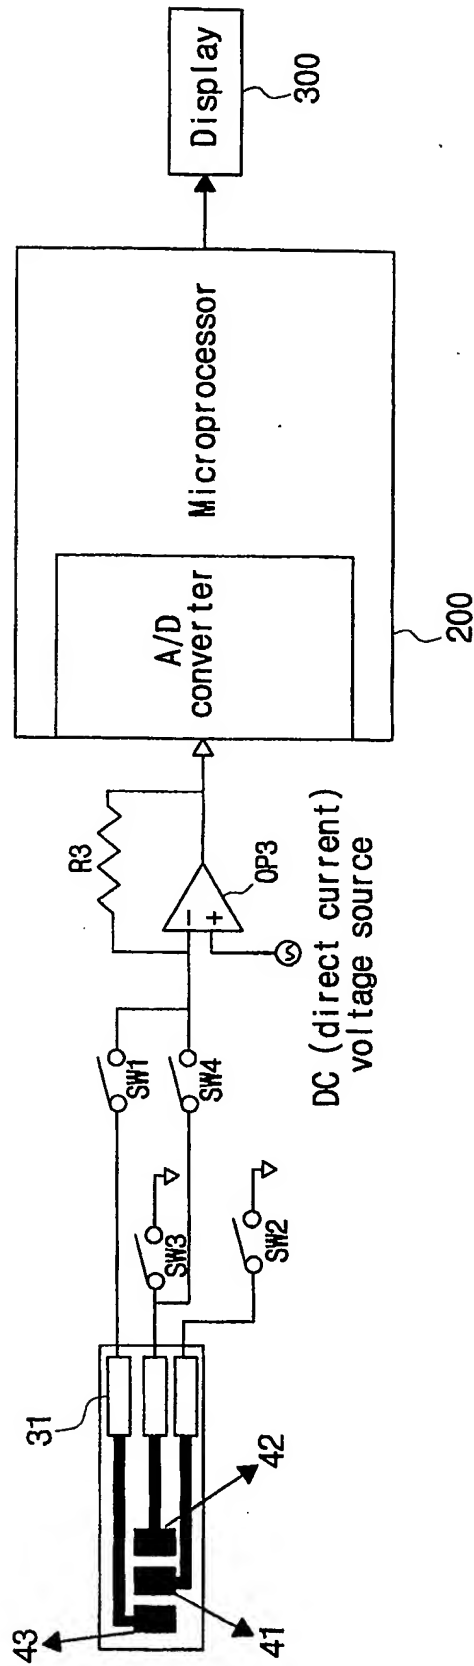 43
41
42
31
SW3
SW2
SW1
SW4
R3
-
+
OP3
DC (direct current)
voltage source
A/D
converter
Microprocessor
200
Display
300